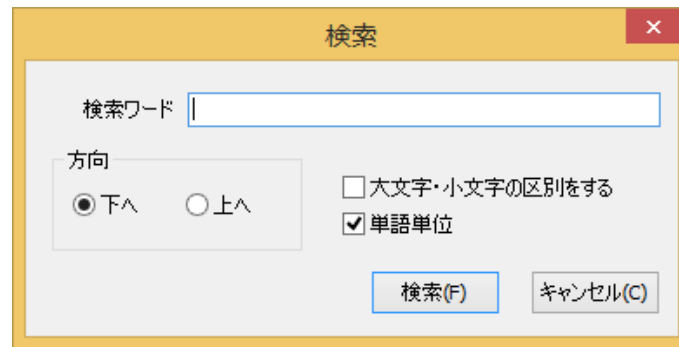 検索
検索ワード
方向
下へ 上へ
大文字・小文字の区別をする
単語単位
検索(F) キャンセル(C)